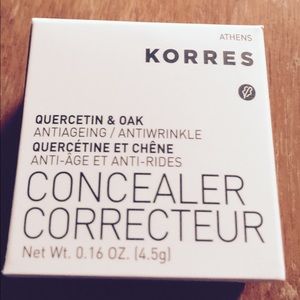 ATHENS
KORRES
QUERCETIN & OAK
ANTIAGEING / ANTIWRINKLE
QUERCÉTINE ET CHÊNE
ANTI-ÂGE ET ANTI-RIDES
CONCEALER
CORRECTEUR
Net Wt. 0.16 OZ. (4.5g)